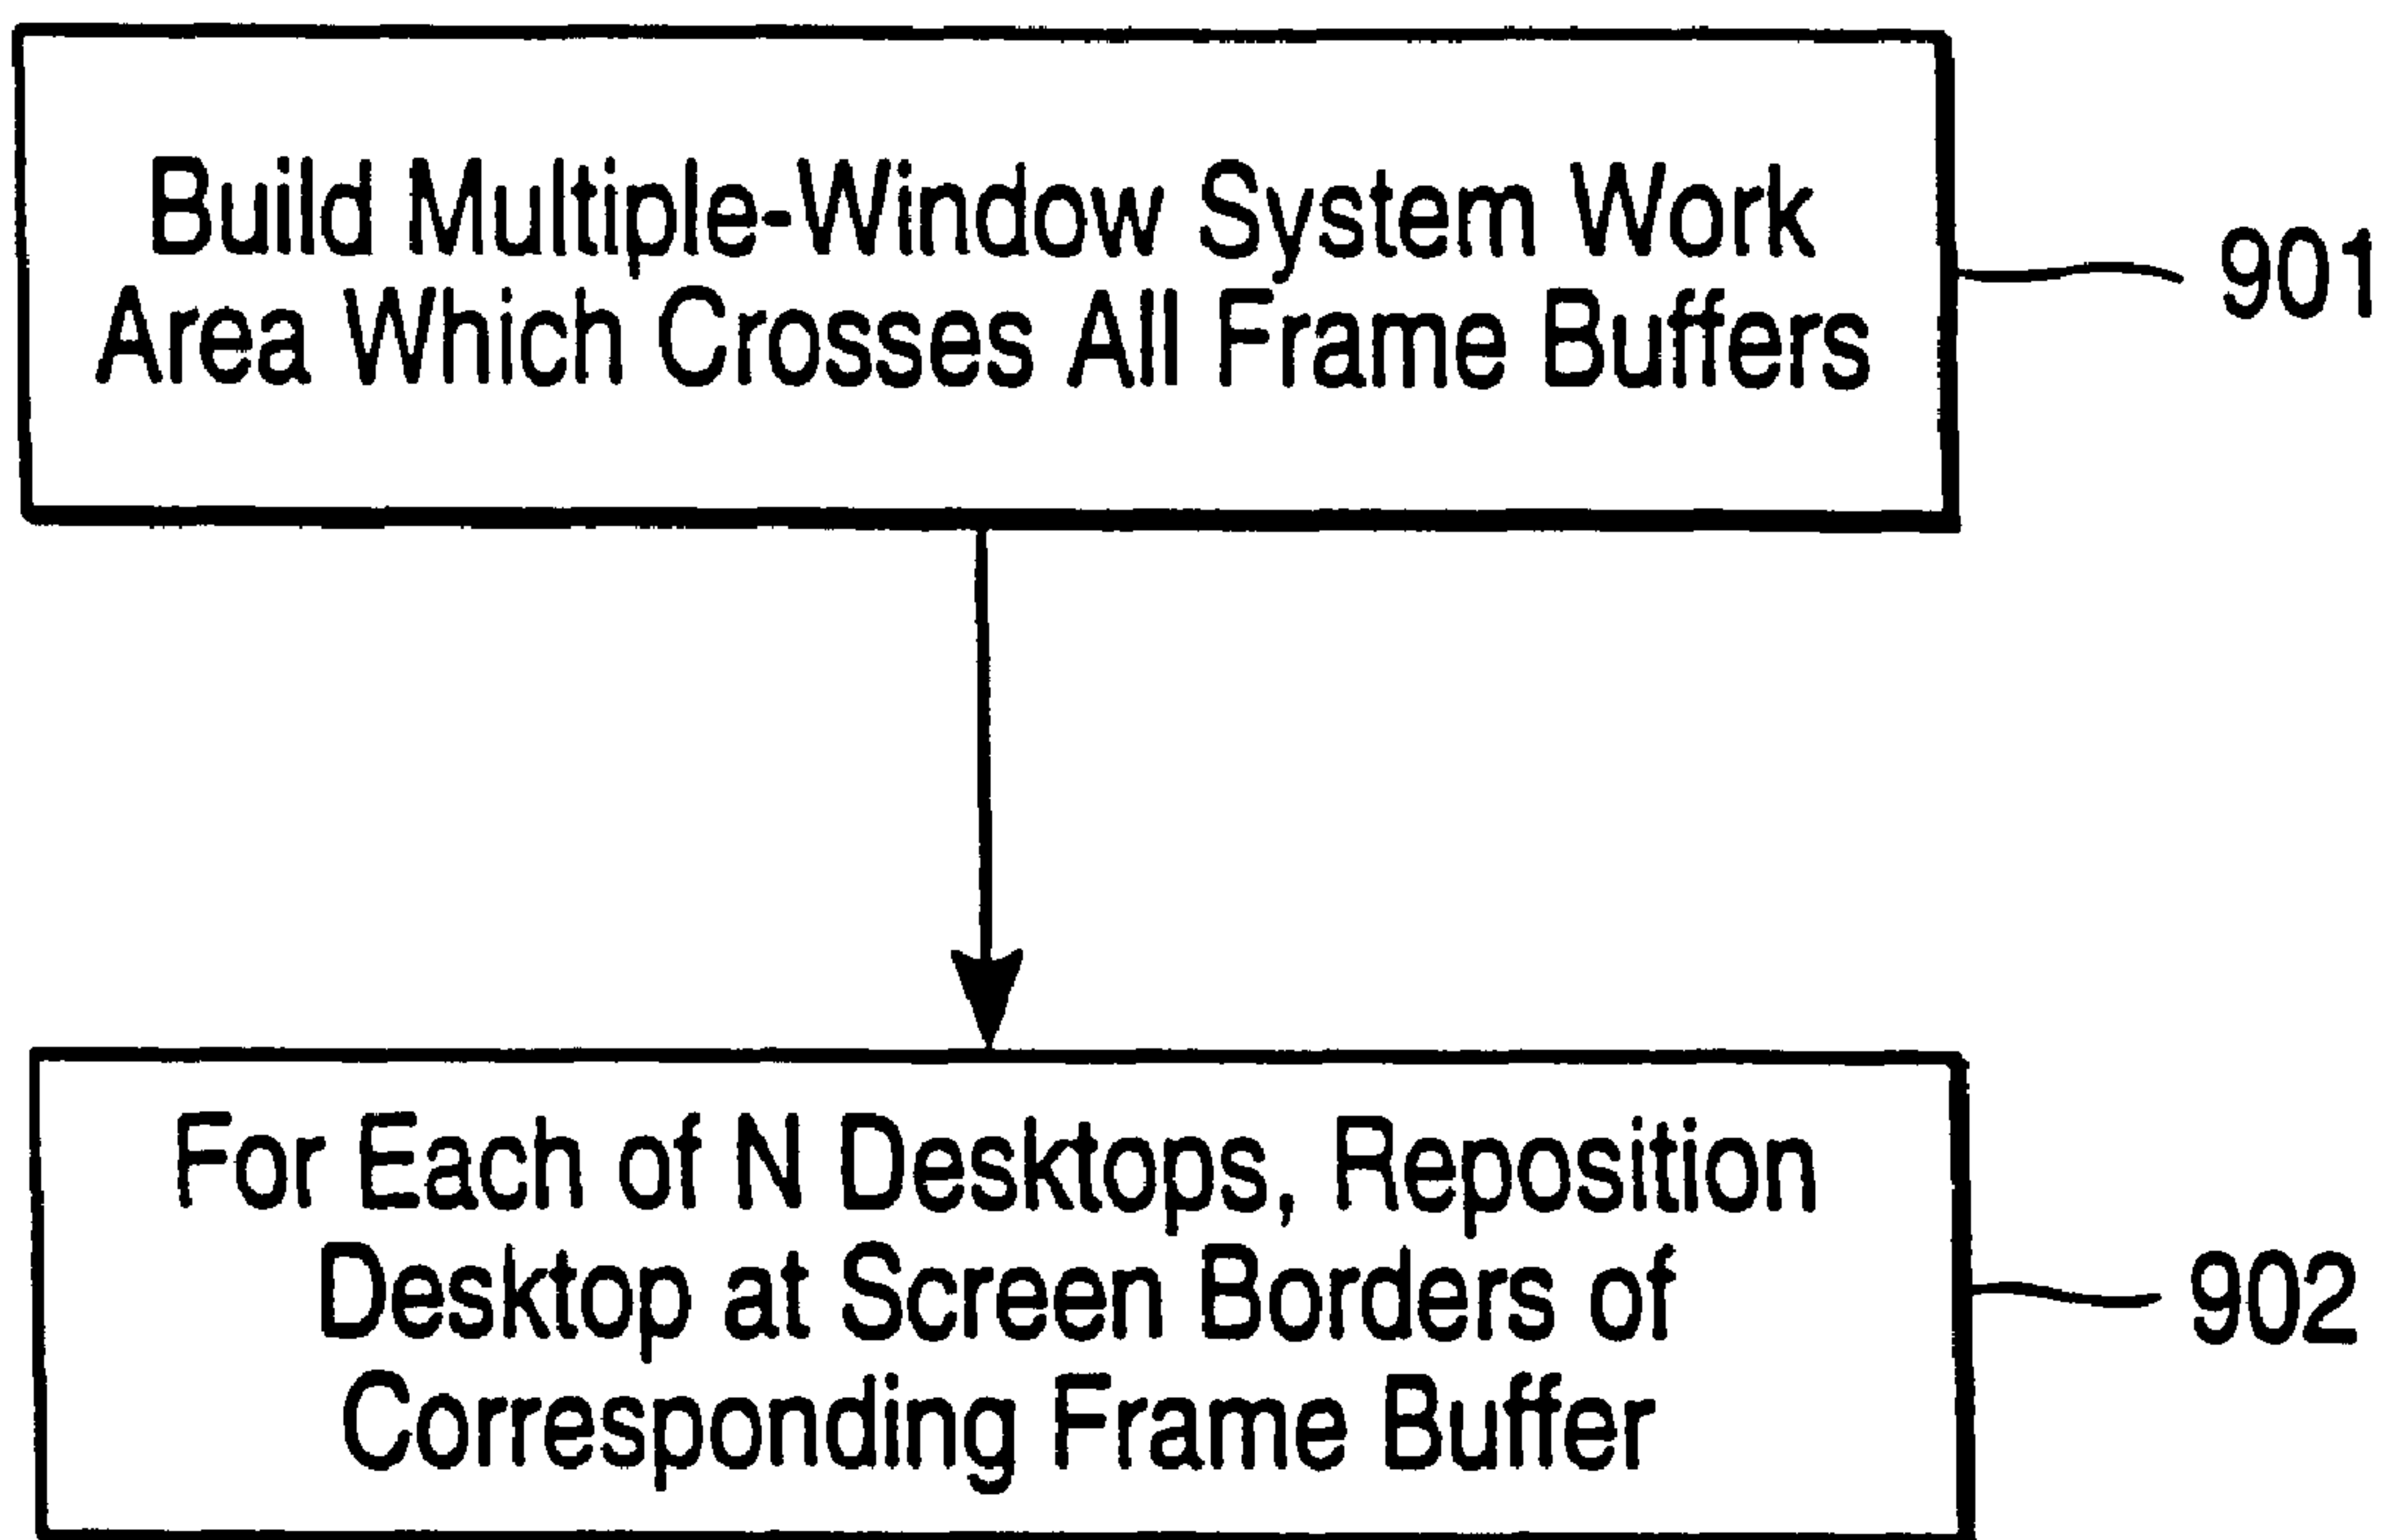 Build Multiple-Window System Work
Area Which Crosses All Frame Buffers
901
For Each of N Desktops, Reposition
Desktop at Screen Borders of
Corresponding Frame Buffer
902